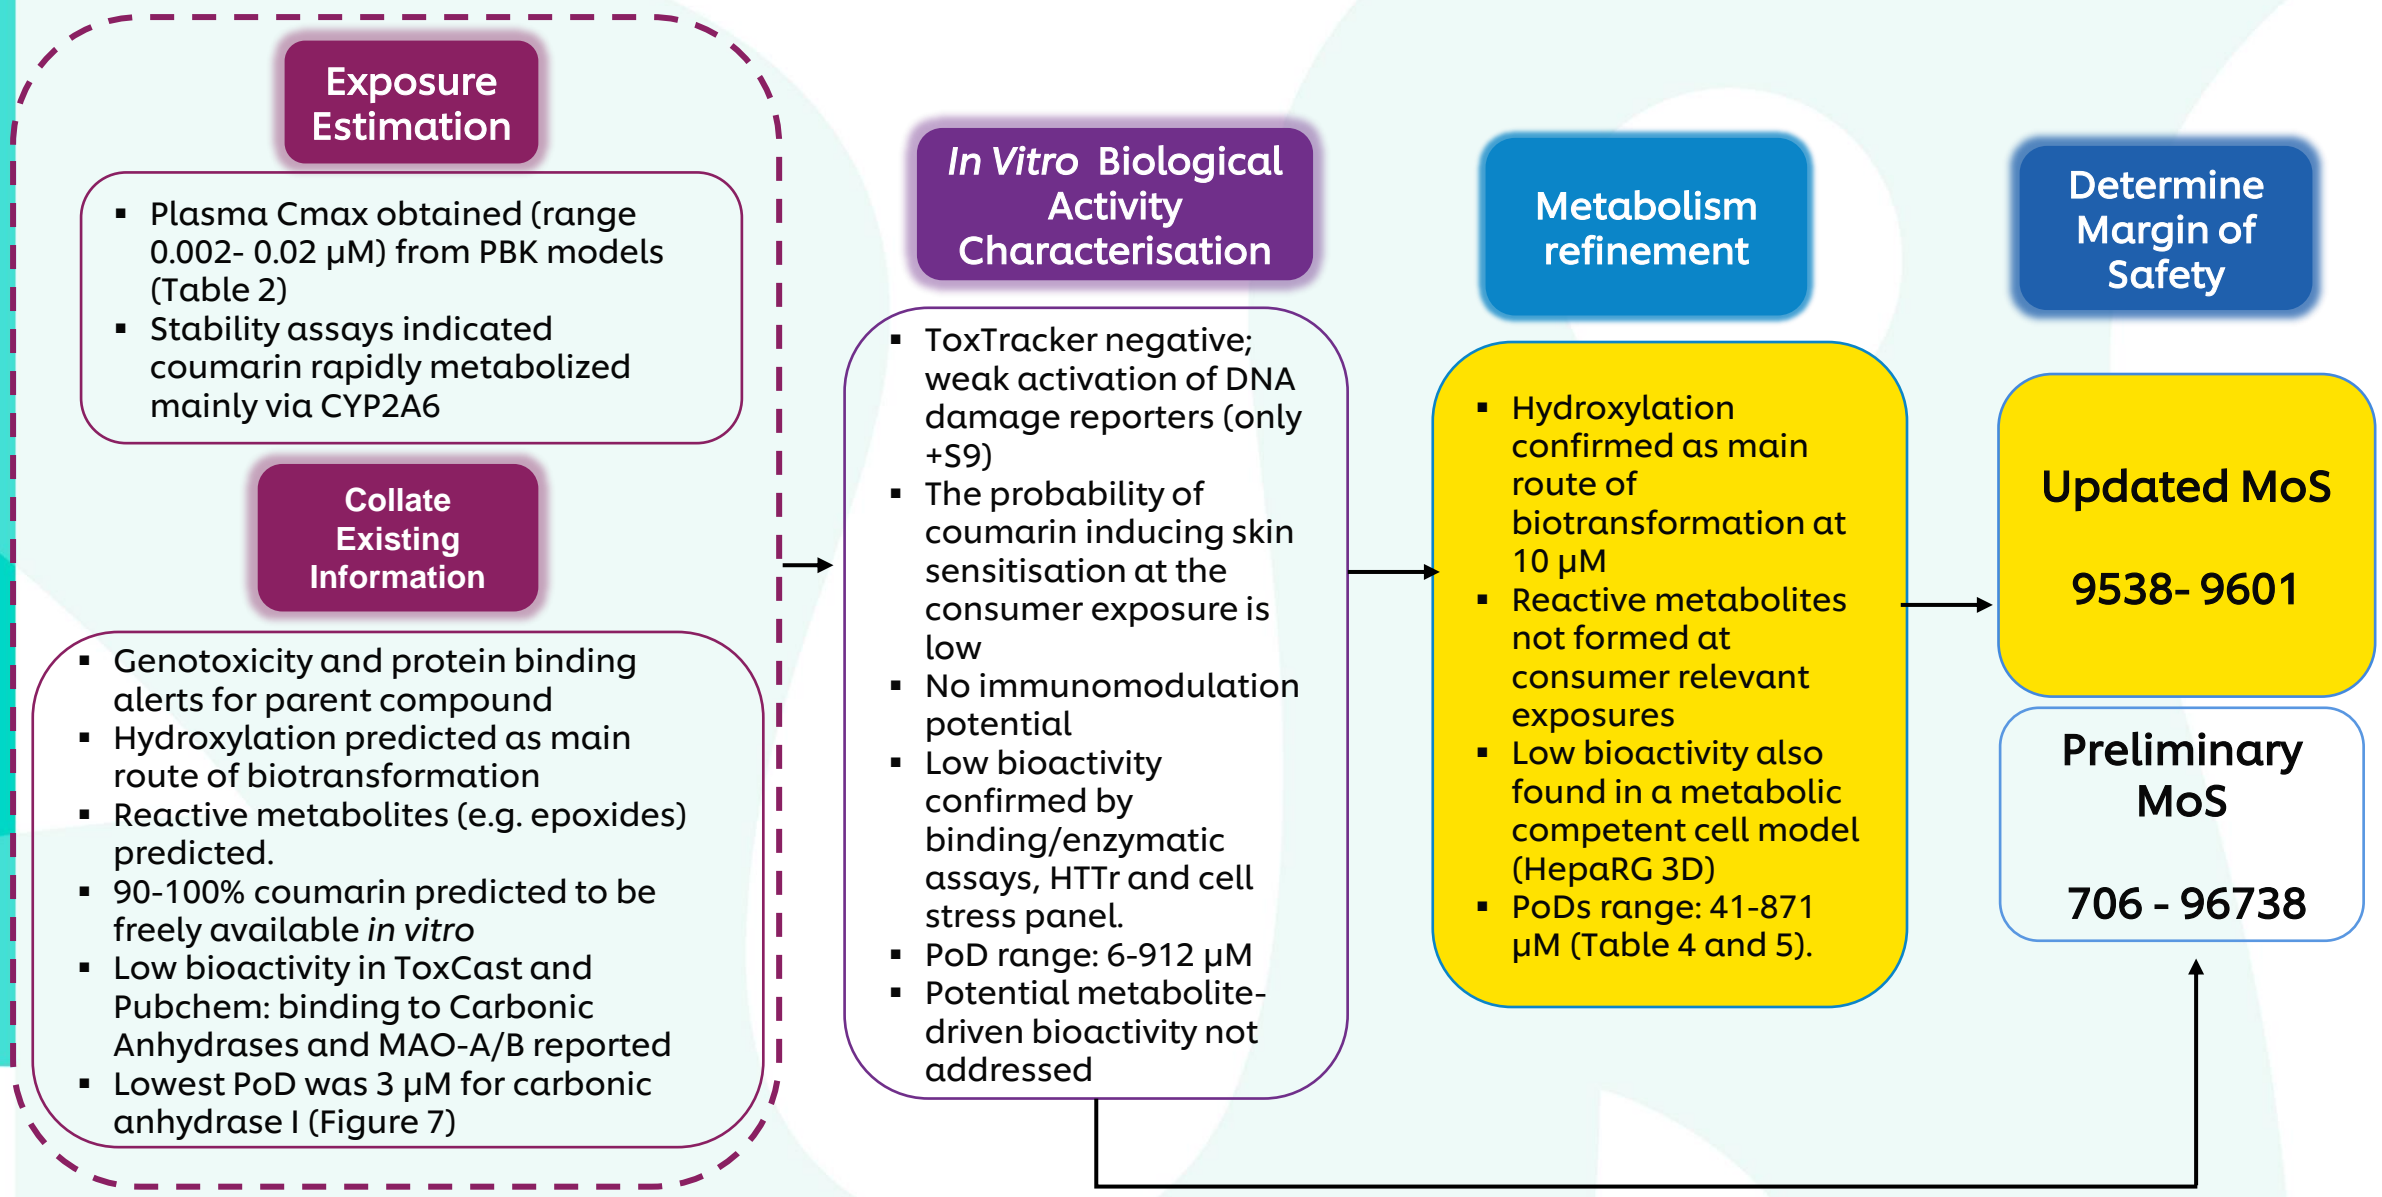 Exposure
Estimation
▪ Plasma Cmax obtained (range
0.002- 0.02 µM) from PBK models
(Table 2)
▪ Stability assays indicated
coumarin rapidly metabolized
mainly via CYP2A6
Collate
Existing
Information
▪ Genotoxicity and protein binding
alerts for parent compound
▪ Hydroxylation predicted as main
route of biotransformation
▪ Reactive metabolites (e.g. epoxides)
predicted.
▪ 90-100% coumarin predicted to be
freely available in vitro
▪ Low bioactivity in ToxCast and
Pubchem: binding to Carbonic
Anhydrases and MAO-A/B reported
▪ Lowest PoD was 3 µM for carbonic
anhydrase I (Figure 7)
In Vitro Biological
Activity
Characterisation
▪ ToxTracker negative;
weak activation of DNA
damage reporters (only
+S9)
▪ The probability of
coumarin inducing skin
sensitisation at the
consumer exposure is
low
▪ No immunomodulation
potential
▪ Low bioactivity
confirmed by
binding/enzymatic
assays, HTTr and cell
stress panel.
▪ PoD range: 6-912 µM
▪ Potential metabolite-
driven bioactivity not
addressed
Metabolism
refinement
▪ Hydroxylation
confirmed as main
route of
biotransformation at
10 µM
▪ Reactive metabolites
not formed at
consumer relevant
exposures
▪ Low bioactivity also
found in a metabolic
competent cell model
(HepaRG 3D)
▪ PoDs range: 41-871
µM (Table 4 and 5).
Determine
Margin of
Safety
Updated MoS
9538- 9601
Preliminary
MoS
706 - 96738